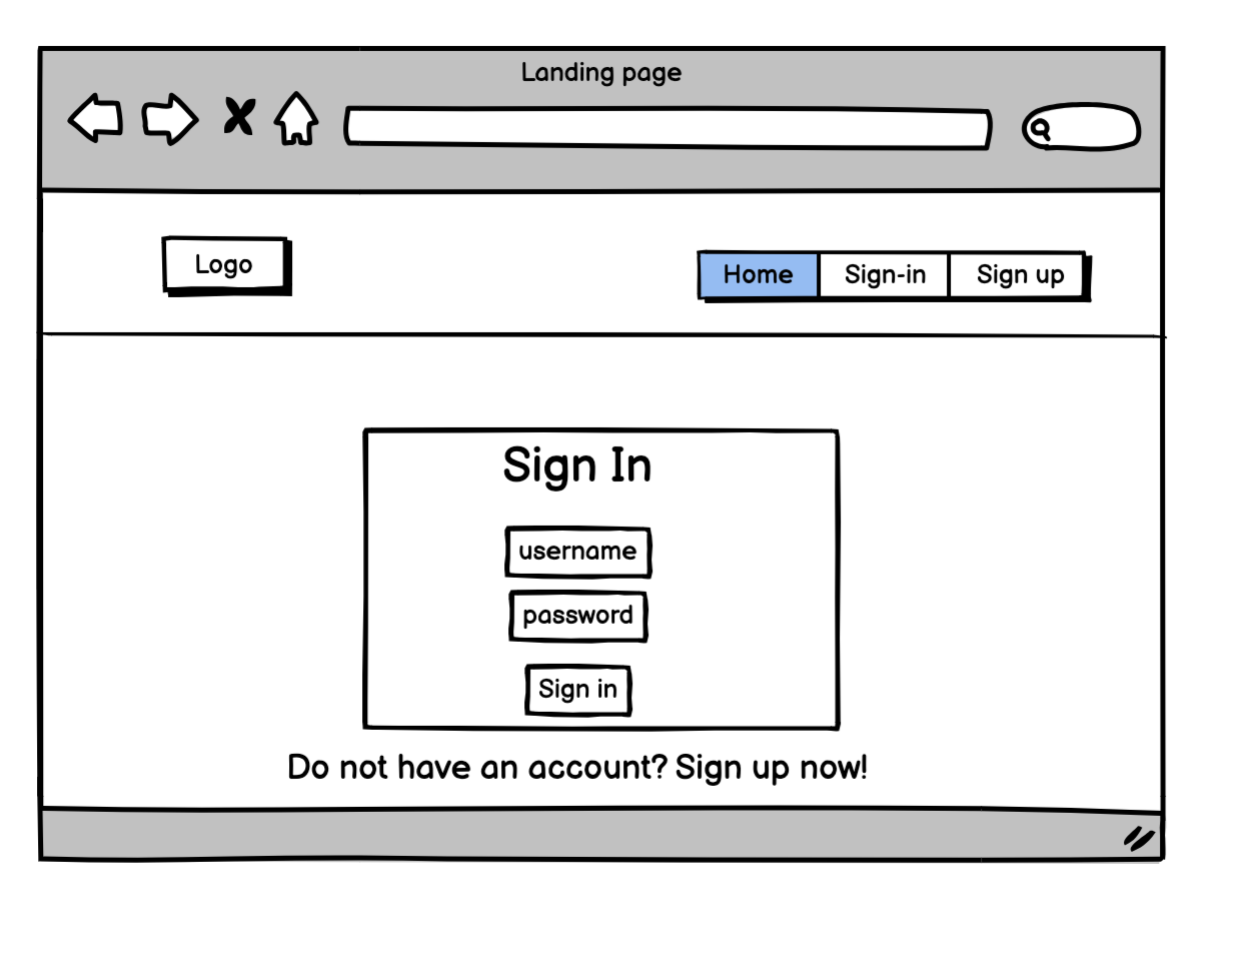 Landing page
Logo
Home Sign-in Sign up
Sign In
username
password
Sign in
Do not have an account? Sign up now!